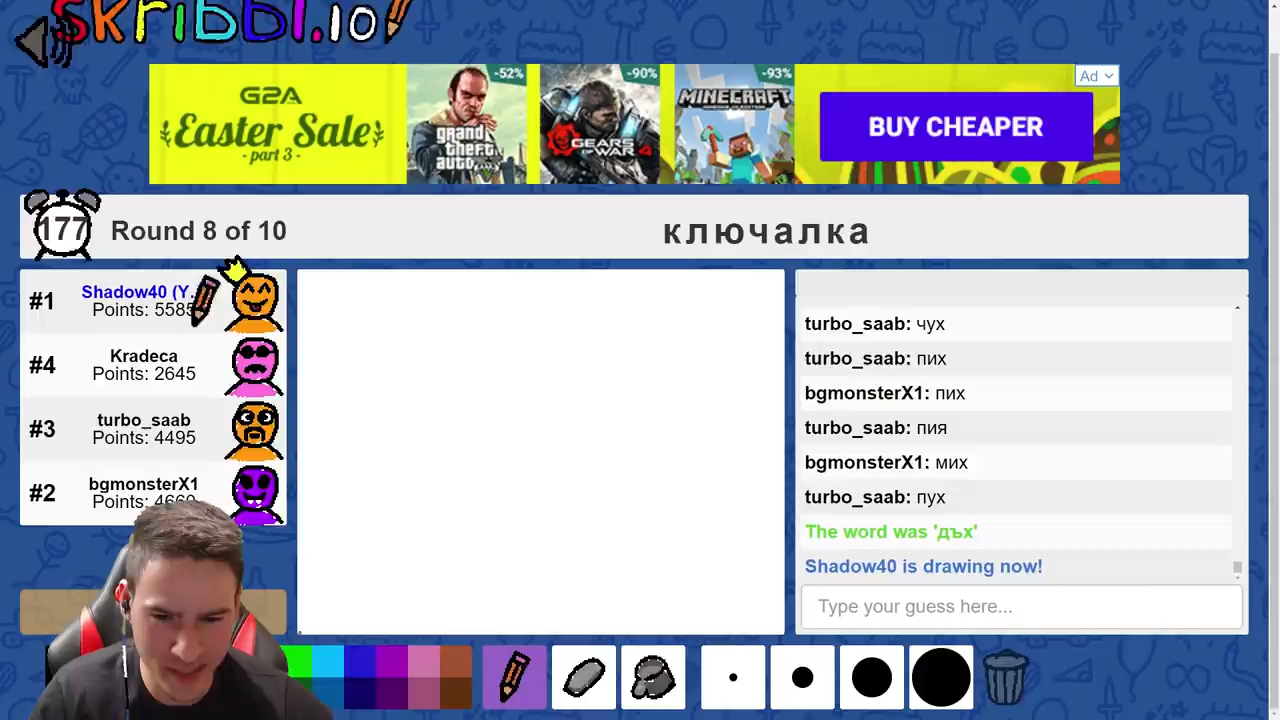 skribbl.io
Ad
G2A
Easter Sale
- part 3 -
-52%
grand
theft
auto
-90%
GEARS
OF WAR 4
-93%
MINECRAFT
BUY CHEAPER
177
Round 8 of 10
ключалка
#1
Shadow40 (Y...
Points: 5585
#4
Kradeca
Points: 2645
#3
turbo_saab
Points: 4495
#2
bgmonsterX1
Points: 4660
turbo_saab: чух
turbo_saab: пих
bgmonsterX1: пих
turbo_saab: пия
bgmonsterX1: мих
turbo_saab: пух
The word was 'дъх'
Shadow40 is drawing now!
Type your guess here...